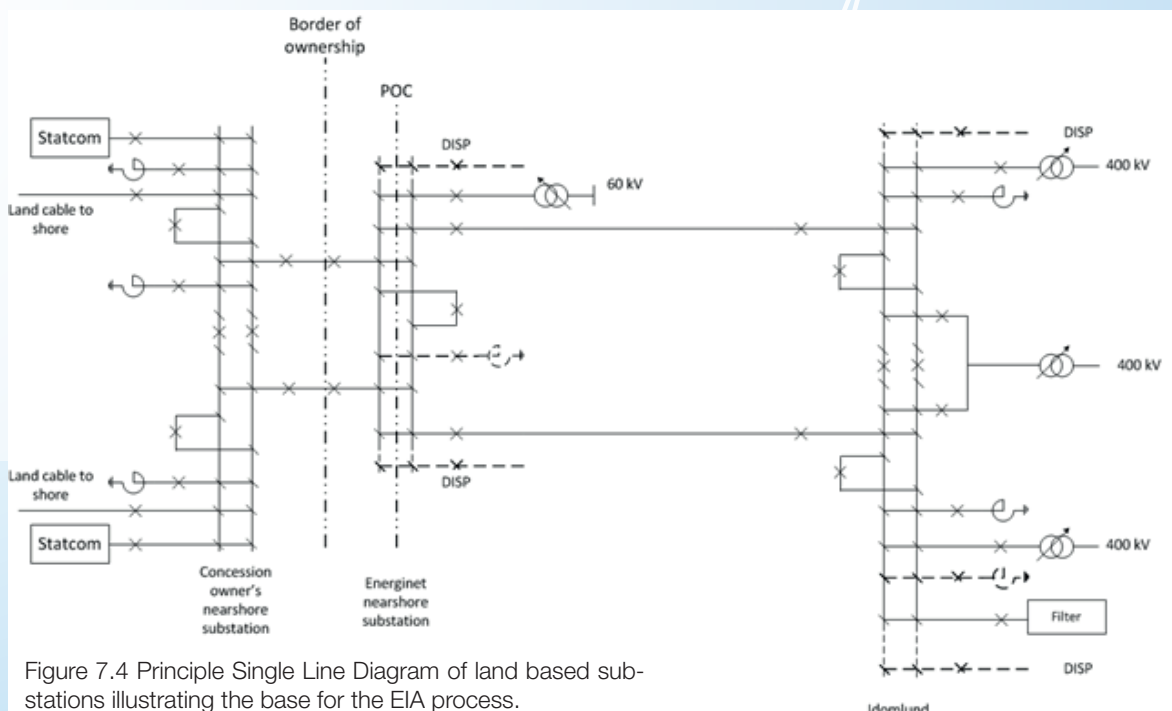 Border of
ownership
POC
Statcom
DISP
DISP
400 kV
60 kV
Land cable to
shore
400 kV
Land cable to
shore
DISP
400 kV
Statcom
Concession
owner's
nearshore
substation
Energinet
nearshore
substation
Filter
DISP
Idomlund
Figure 7.4 Principle Single Line Diagram of land based sub-
stations illustrating the base for the EIA process.